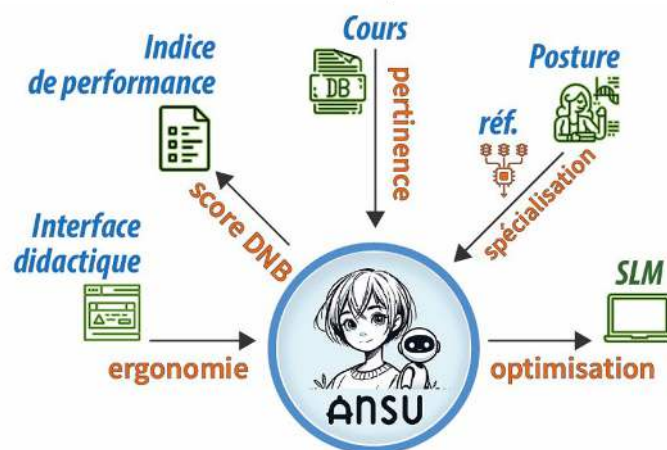 Indice
de performance
Cours
DB
pertinence
Posture
réf.
spécialisation
score DNB
Interface
didactique
ergonomie
SLM
optimisation
ANSU